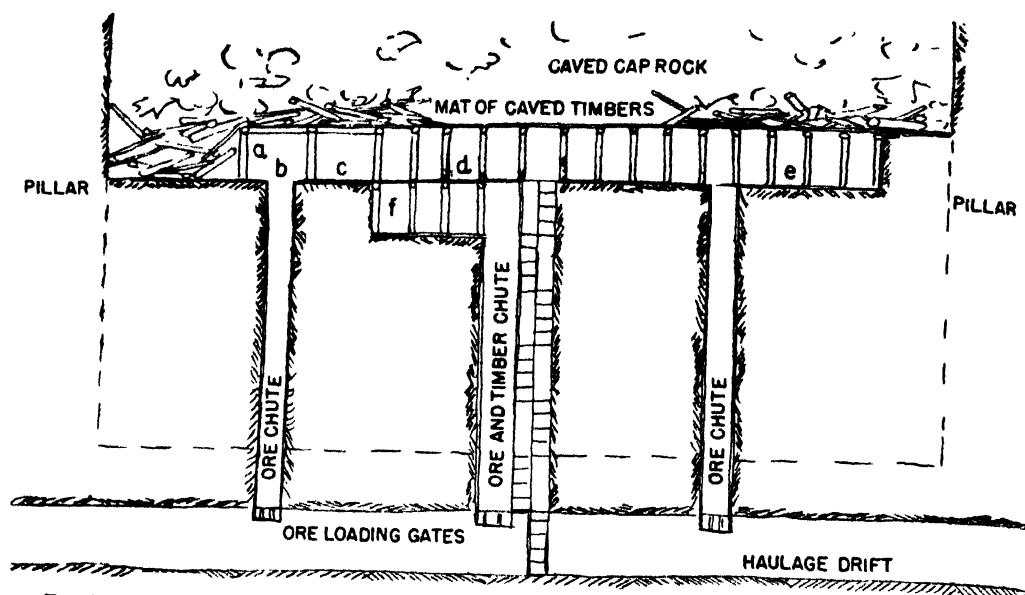 CAVED CAP ROCK
MAT OF CAVED TIMBERS
a
b
c
d
e
PILLAR
PILLAR
f
ORE CHUTE
ORE AND TIMBER CHUTE
ORE CHUTE
ORE LOADING GATES
HAULAGE DRIFT